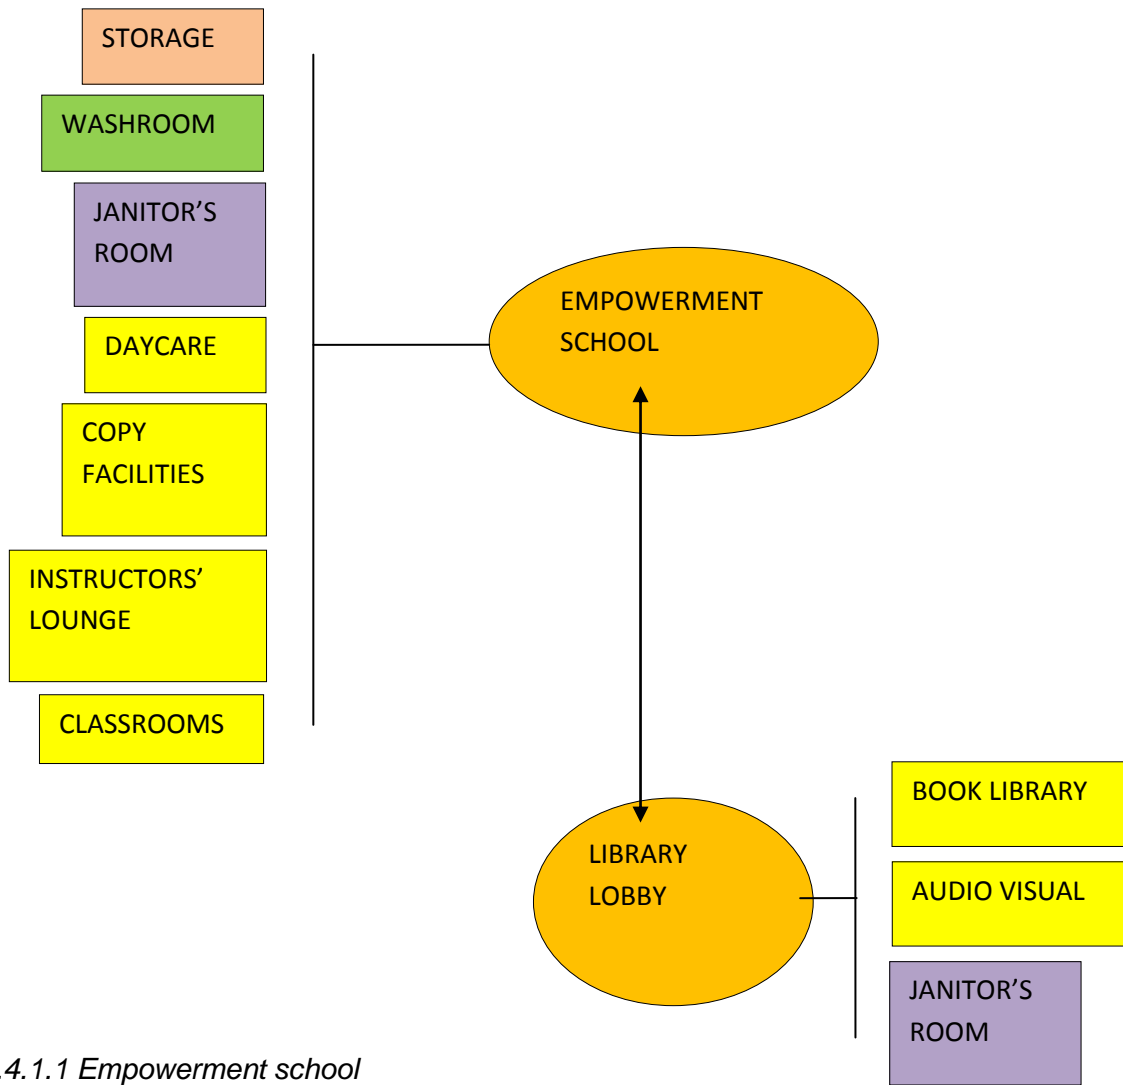 STORAGE
WASHROOM
JANITOR’S
ROOM
DAYCARE
COPY
FACILITIES
INSTRUCTORS’
LOUNGE
CLASSROOMS
EMPOWERMENT
SCHOOL
LIBRARY
LOBBY
BOOK LIBRARY
AUDIO VISUAL
JANITOR’S
ROOM
.4.1.1 Empowerment school